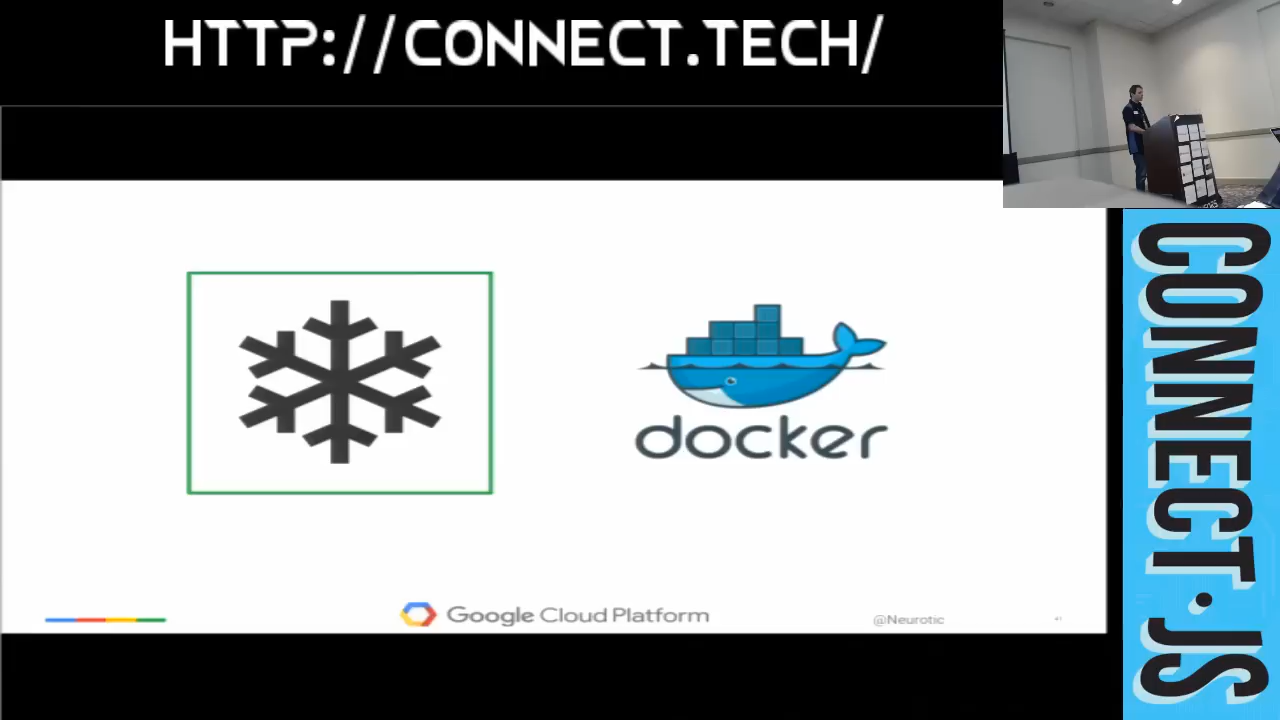 HTTP://CONNECT.TECH/
docker
Google Cloud Platform
@Neurotic
CONNECT.JS